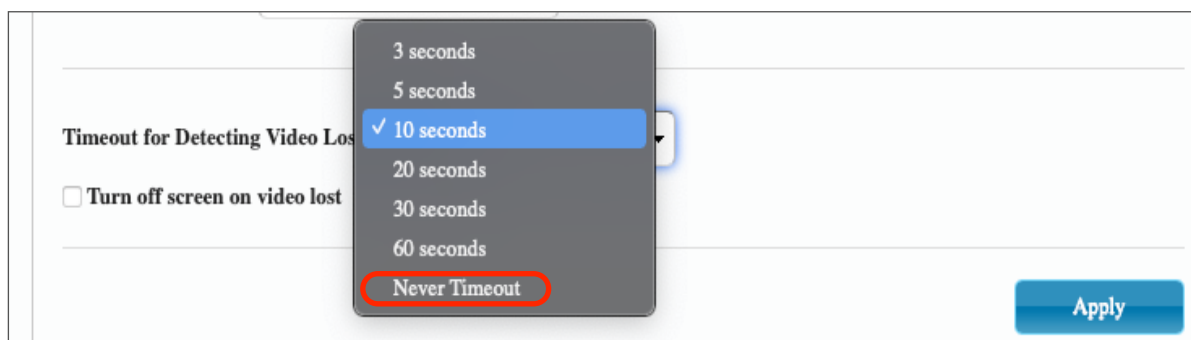 3 seconds
5 seconds
Timeout for Detecting Video Los
✓ 10 seconds
20 seconds
Turn off screen on video lost
30 seconds
60 seconds
Never Timeout
Apply